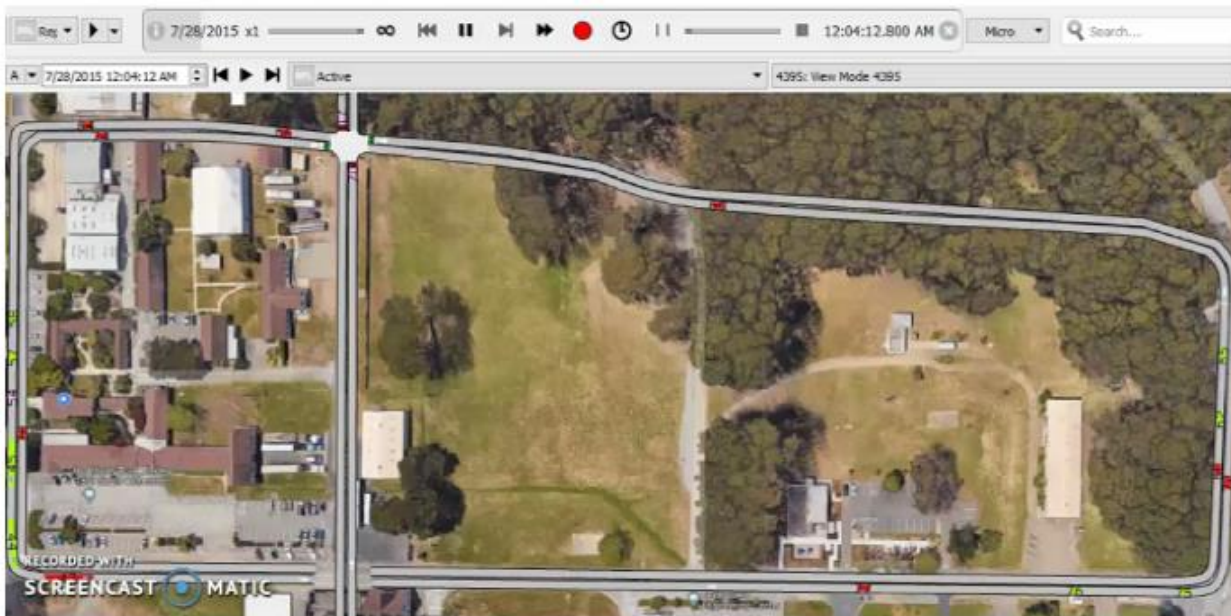 Res
7/28/2015 x1
12:04:12.800 AM
Micro
Search...
A
7/28/2015 12:04:12 AM
Active
4395: View Mode 4395
RECORDED WITH
SCREENCAST MATIC